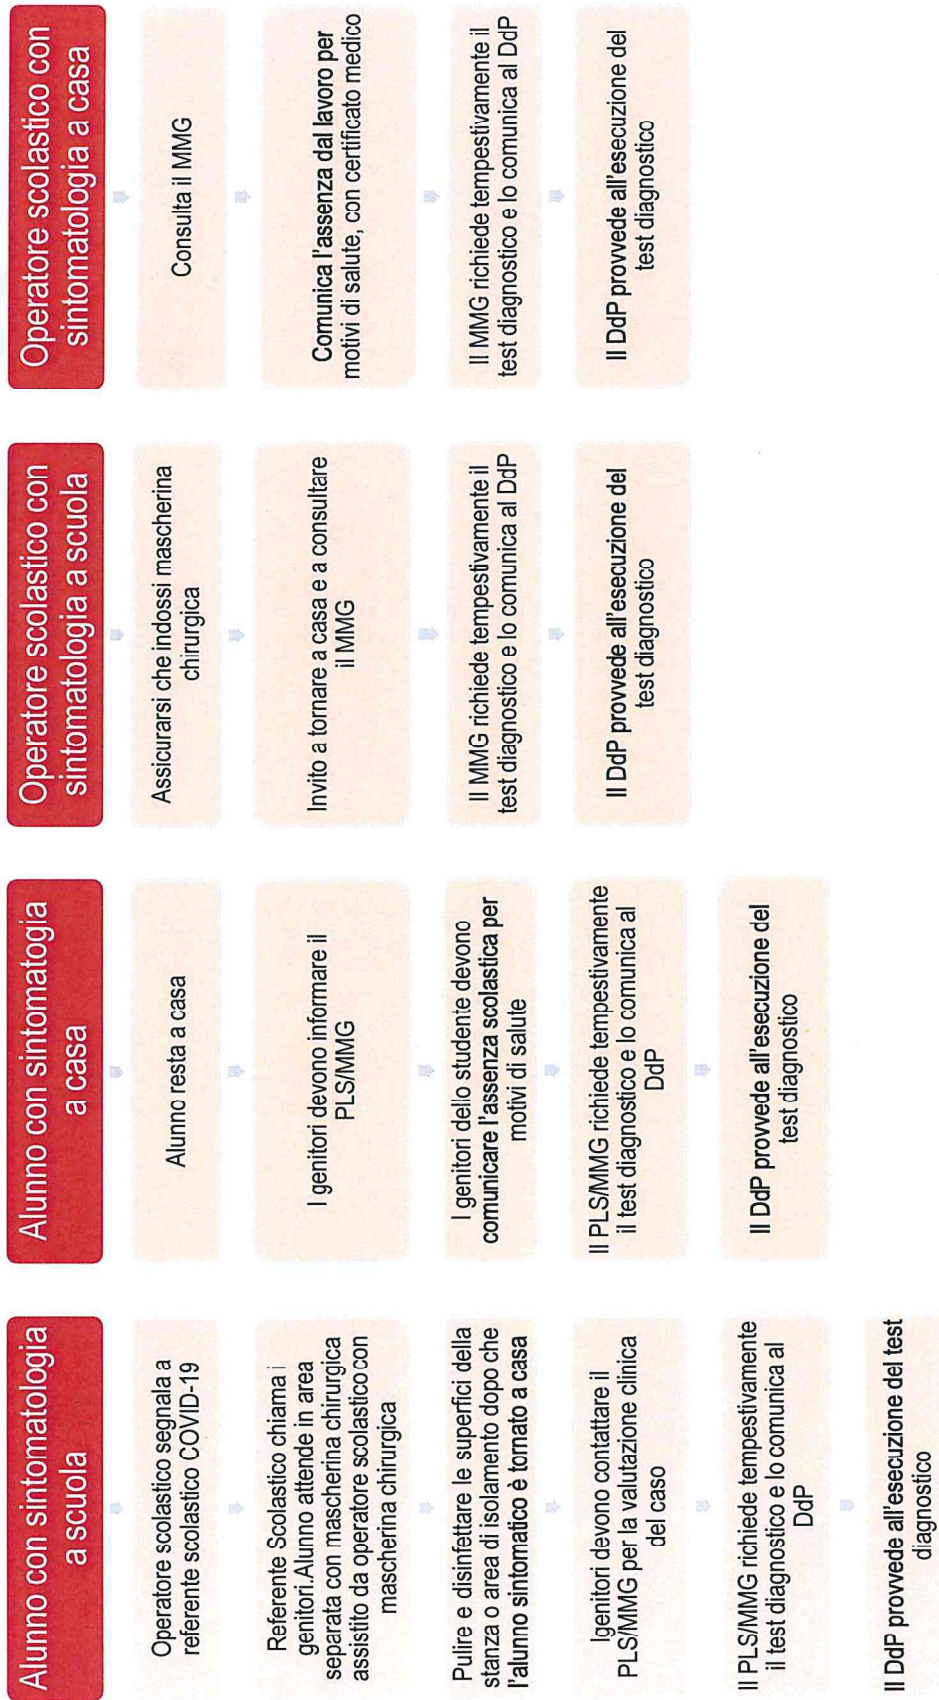 Alunno con sintomatologia
a scuola
Operatore scolastico segnala a
referente scolastico COVID-19
Referente Scolastico chiama i
genitori.Alunno attende in area
separata con mascherina chirurgica
assistito da operatore scolastico con
mascherina chirurgica
Pulire e disinfettare le superfici della
stanza o area di isolamento dopo che
l'alunno sintomatico è tornato a casa
Igenitori devono contattare il
PLS/MMG per la valutazione clinica
del caso
Il PLS/MMG richiede tempestivamente
il test diagnostico e lo comunica al
DdP
Il DdP provvede all'esecuzione del test
diagnostico
Alunno con sintomatogia
a casa
Alunno resta a casa
I genitori devono informare il
PLS/MMG
I genitori dello studente devono
comunicare l'assenza scolastica per
motivi di salute
Il PLS/MMG richiede tempestivamente
il test diagnostico e lo comunica al
DdP
Il DdP provvede all'esecuzione del
test diagnostico
Operatore scolastico con
sintomatologia a scuola
Assicurarsi che indossi mascherina
chirurgica
Invito a tornare a casa e a consultare
il MMG
Il MMG richiede tempestivamente il
test diagnostico e lo comunica al DdP
Il DdP provvede all'esecuzione del
test diagnostico
Operatore scolastico con
sintomatologia a casa
Consulta il MMG
Comunica l'assenza dal lavoro per
motivi di salute, con certificato medico
Il MMG richiede tempestivamente il
test diagnostico e lo comunica al DdP
Il DdP provvede all'esecuzione del
test diagnostico